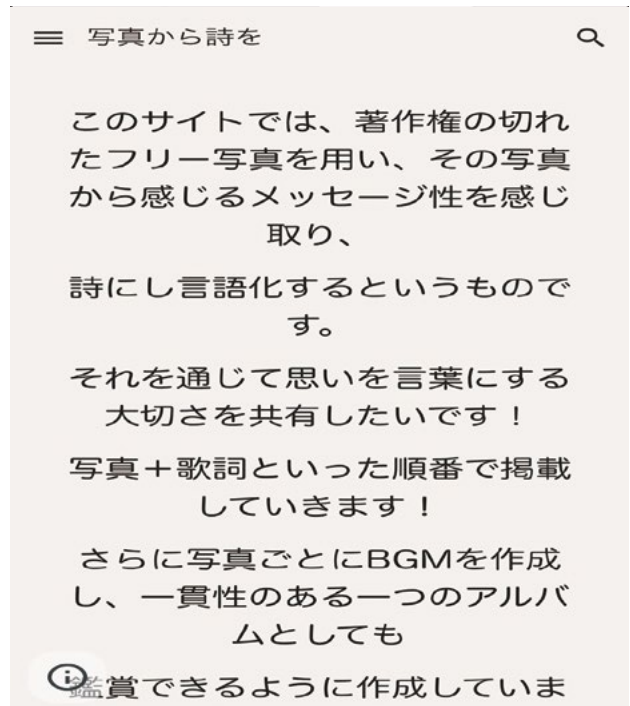 写真から詩を
このサイトでは、著作権の切れ
たフリー写真を用い、その写真
から感じるメッセージ性を感じ
取り、
詩にし言語化するというもので
す。
それを通じて思いを言葉にする
大切さを共有したいです！
写真＋歌詞といった順番で掲載
していきます！
さらに写真ごとにBGMを作成
し、一貫性のある一つのアルバ
ムとしても
鑑賞できるように作成していま